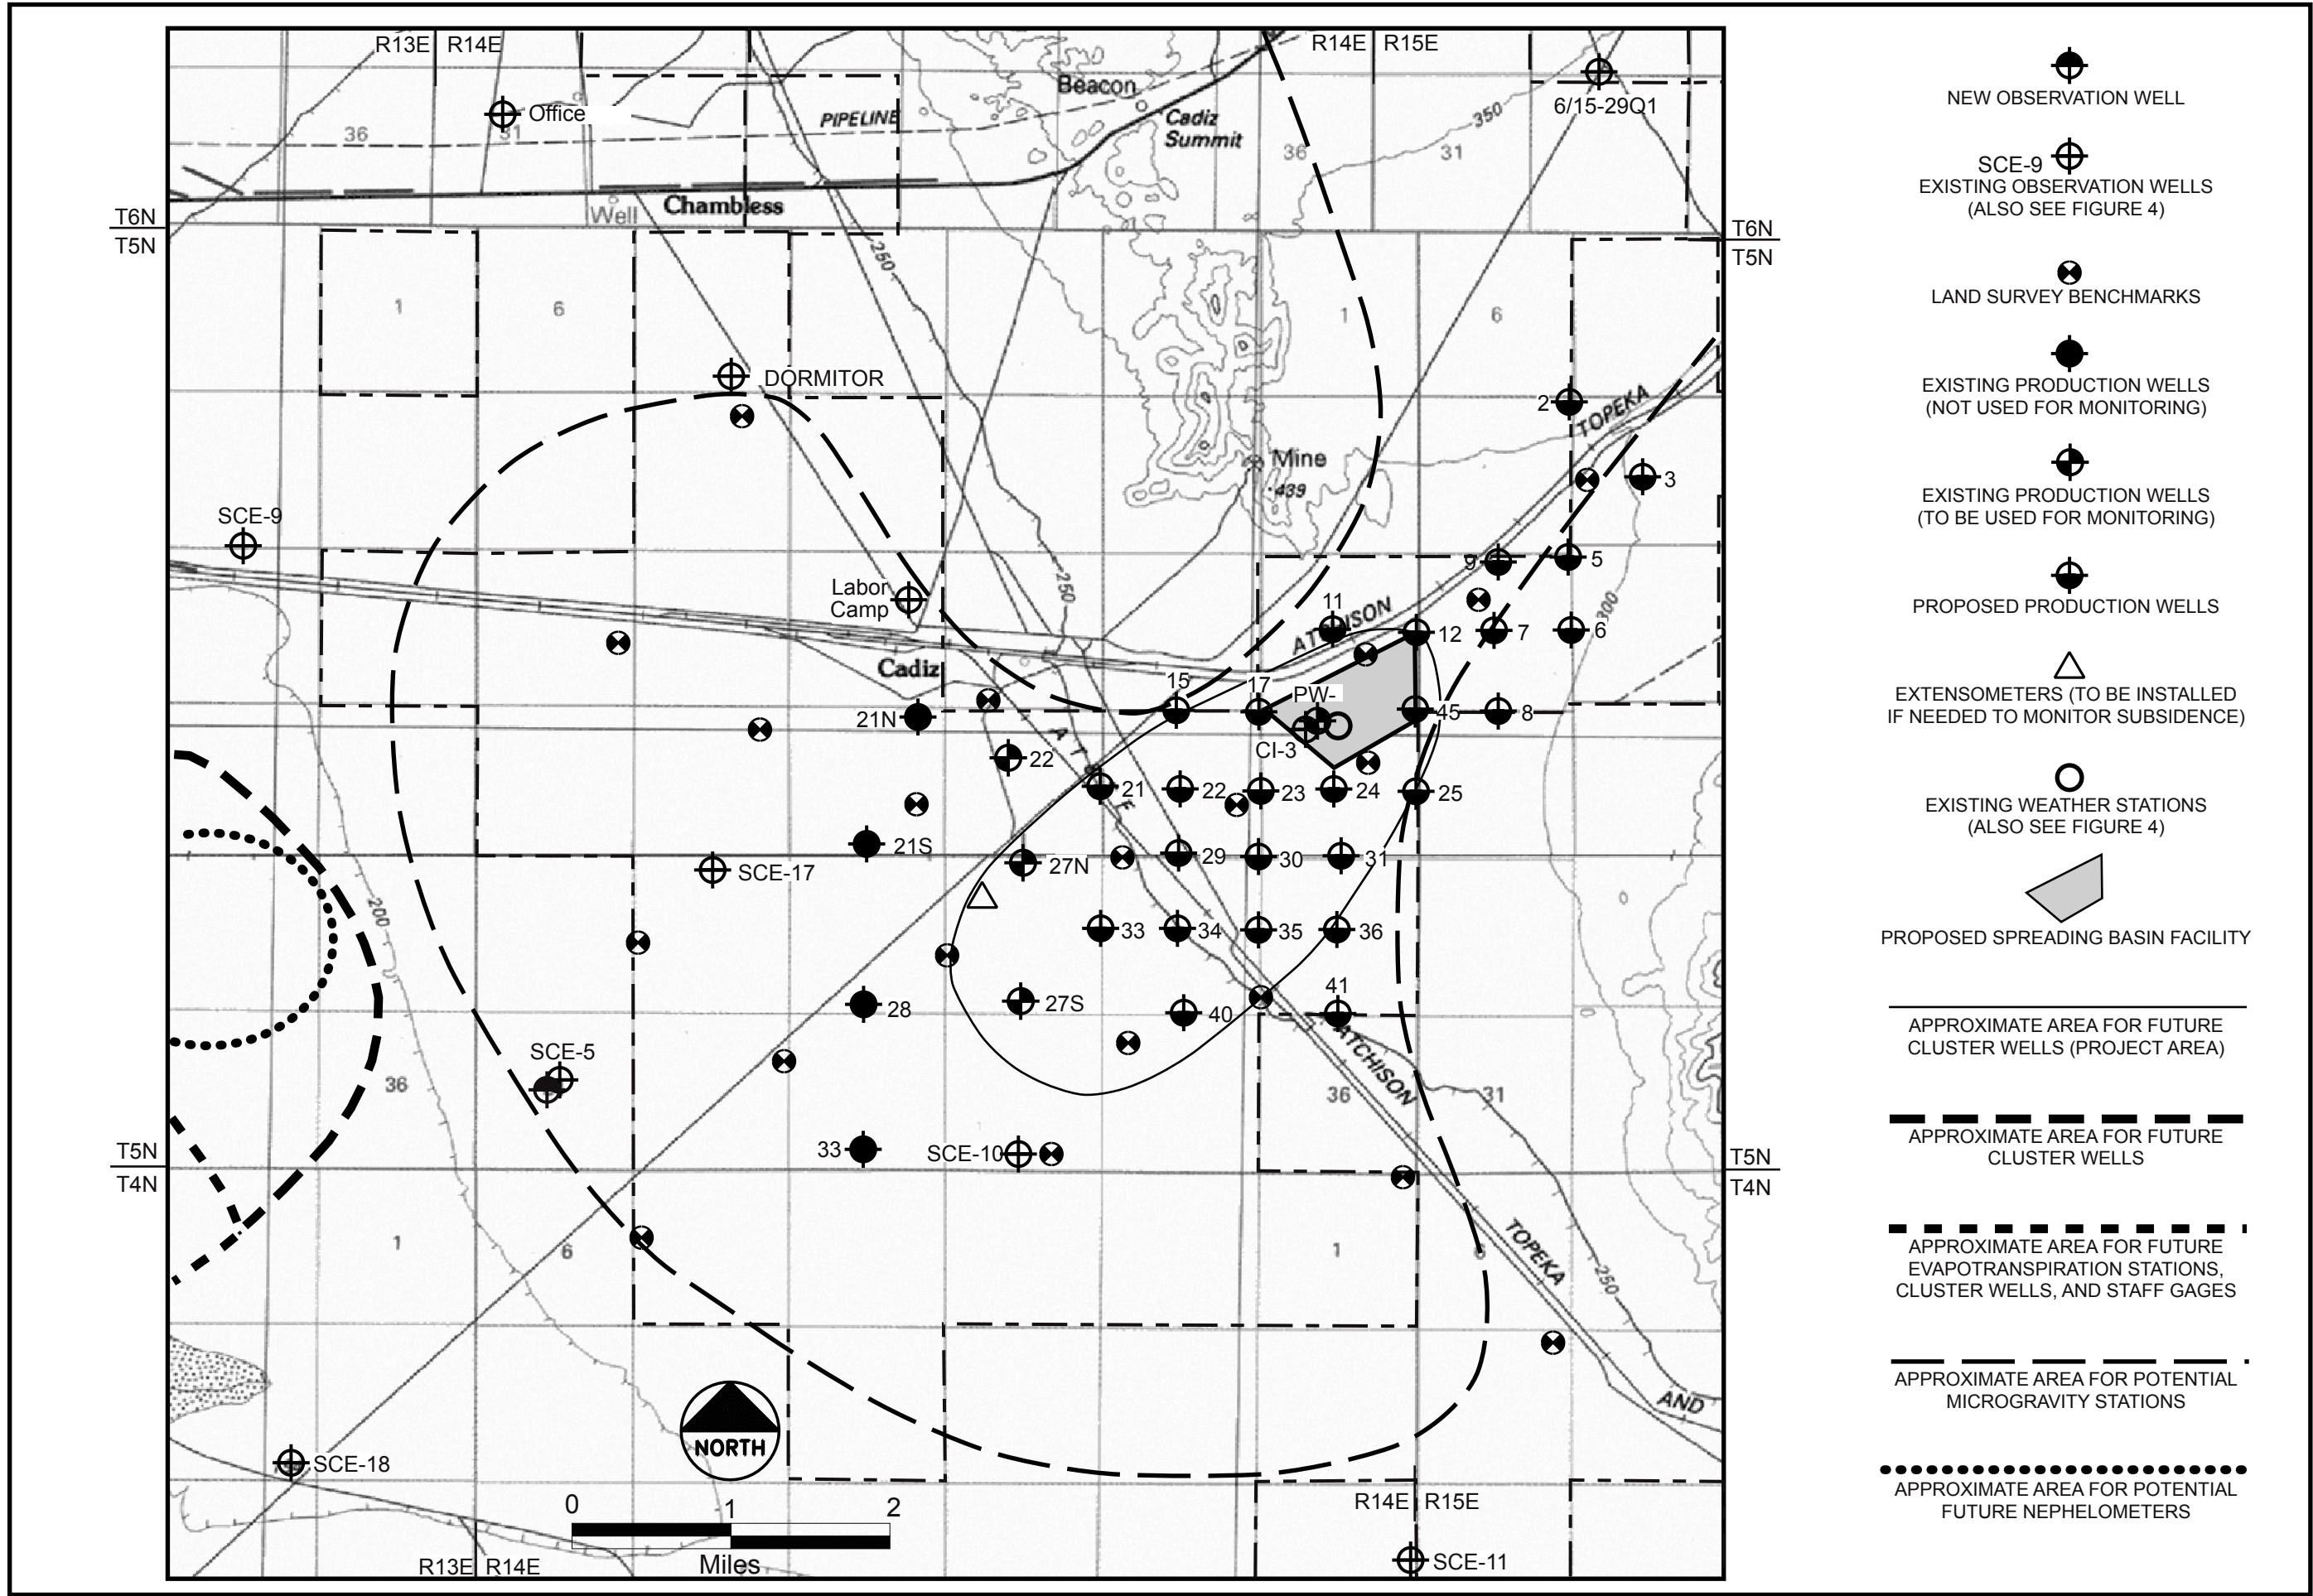 R13E R14E
R14E R15E
Beacon
6/15-29Q1
350
Office
PIPELINE
Cadiz
Summit
36
31
36
31
Well
Chambless
T6N
T5N
T6N
T5N
250
1
6
1
6
DORMITOR
2
TOPEKA
Mine
439
3
SCE-9
9
5
Labor
Camp
250
300
11
ATCHISON
12
7
6
Cadiz
15
17
PW-
21N
45
8
CI-3
22
A T
21
22
23
24
25
F
21S
29
30
31
SCE-17
27N
200
33
34
35
36
28
27S
40
41
ATCHISON
SCE-5
36
36
31
T5N
T4N
33
SCE-10
T5N
T4N
1
6
1
6
TOPEKA
250
AND
NORTH
SCE-18
0 1 2
Miles
R14E R15E
R13E R14E
SCE-11
NEW OBSERVATION WELL
SCE-9
EXISTING OBSERVATION WELLS
(ALSO SEE FIGURE 4)
LAND SURVEY BENCHMARKS
EXISTING PRODUCTION WELLS
(NOT USED FOR MONITORING)
EXISTING PRODUCTION WELLS
(TO BE USED FOR MONITORING)
PROPOSED PRODUCTION WELLS
EXTENSOMETERS (TO BE INSTALLED
IF NEEDED TO MONITOR SUBSIDENCE)
EXISTING WEATHER STATIONS
(ALSO SEE FIGURE 4)
PROPOSED SPREADING BASIN FACILITY
APPROXIMATE AREA FOR FUTURE
CLUSTER WELLS (PROJECT AREA)
APPROXIMATE AREA FOR FUTURE
CLUSTER WELLS
APPROXIMATE AREA FOR FUTURE
EVAPOTRANSPIRATION STATIONS,
CLUSTER WELLS, AND STAFF GAGES
APPROXIMATE AREA FOR POTENTIAL
MICROGRAVITY STATIONS
APPROXIMATE AREA FOR POTENTIAL
FUTURE NEPHELOMETERS